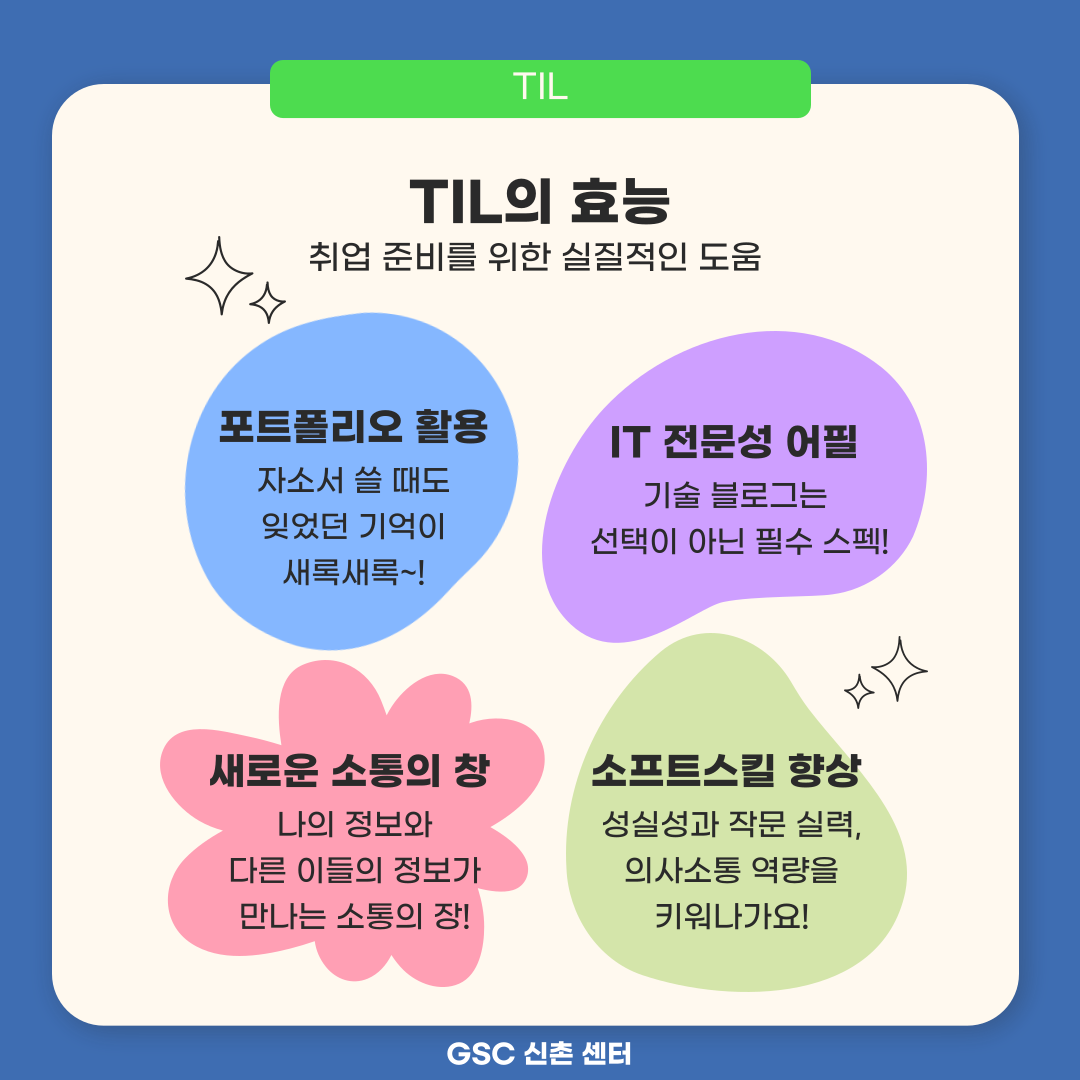 TIL
TIL의 효능
취업 준비를 위한 실질적인 도움
포트폴리오 활용
자소서 쓸 때도
잊었던 기억이
새록새록~!
IT 전문성 어필
기술 블로그는
선택이 아닌 필수 스펙!
새로운 소통의 창
나의 정보와
다른 이들의 정보가
만나는 소통의 장!
소프트스킬 향상
성실성과 작문 실력,
의사소통 역량을
키워나가요!
GSC 신촌 센터